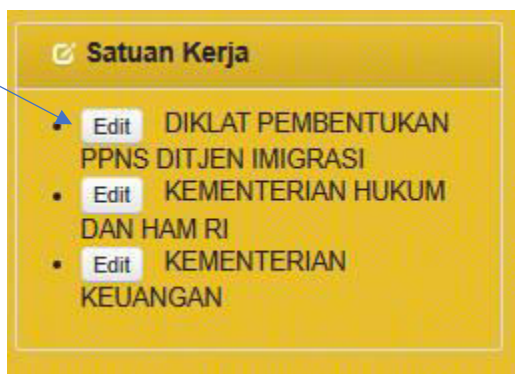 Satuan Kerja
Edit DIKLAT PEMBENTUKAN
PPNS DITJEN IMIGRASI
Edit KEMENTERIAN HUKUM
DAN HAM RI
Edit KEMENTERIAN
KEUANGAN